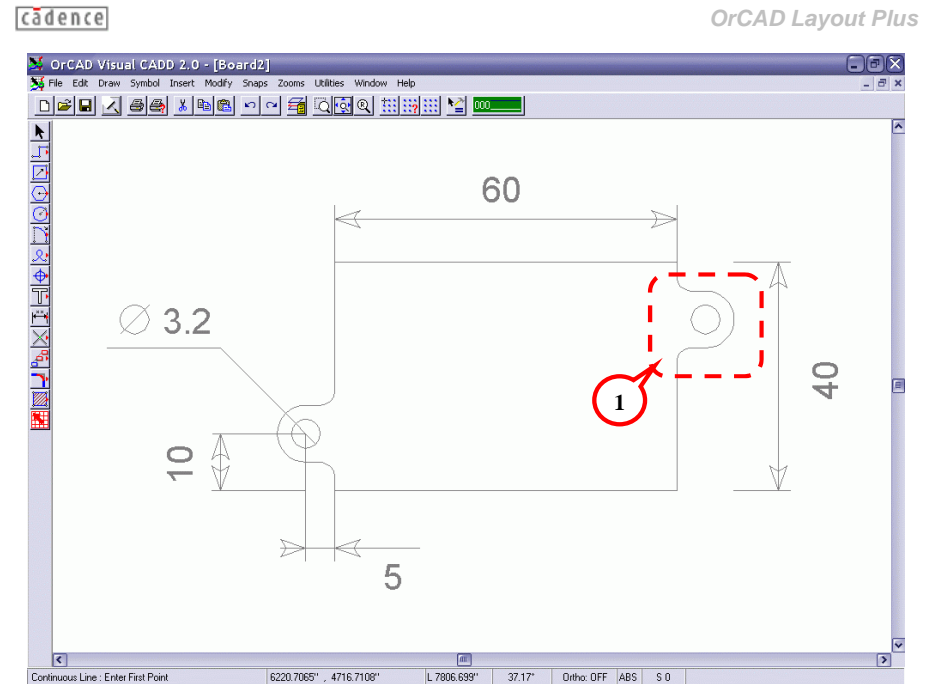 cādence
OrCAD Layout Plus
OrCAD Visual CADD 2.0 - [Board2]
File Edit Draw Symbol Insert Modify Snaps Zooms Utilities Window Help
000
60
3.2
40
1
10
5
Continuous Line : Enter First Point 6220.7065" , 4716.7108" L 7806.699" 37.17° Ortho: OFF ABS S 0